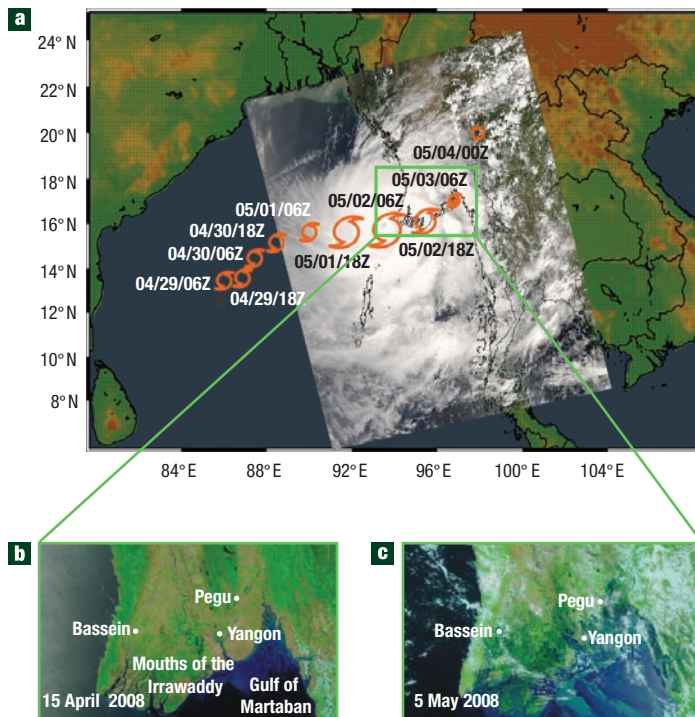 a
24° N
22° N
20° N
18° N
16° N
14° N
12° N
10° N
8° N
05/04/00Z
05/03/06Z
05/02/06Z
05/01/06Z
04/30/18Z
04/30/06Z
04/29/06Z
04/29/18Z
05/01/18Z
05/02/18Z
84° E
88° E
92° E
96° E
100° E
104° E
b
Pegu
Bassein
Yangon
Mouths of the
Irrawaddy
Gulf of
Martaban
15 April 2008
c
Pegu
Bassein
Yangon
5 May 2008